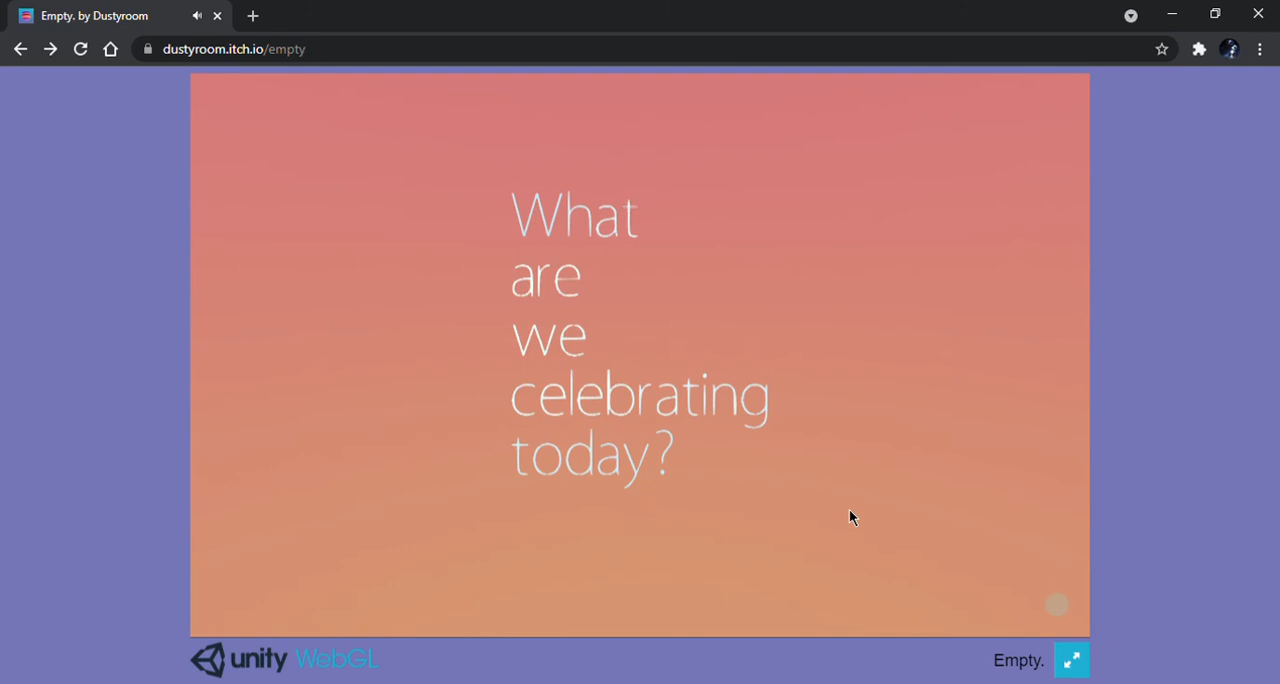 Empty. by Dustyroom
dustyroom.itch.io/empty
What
are
we
celebrating
today?
unity WebGL
Empty.